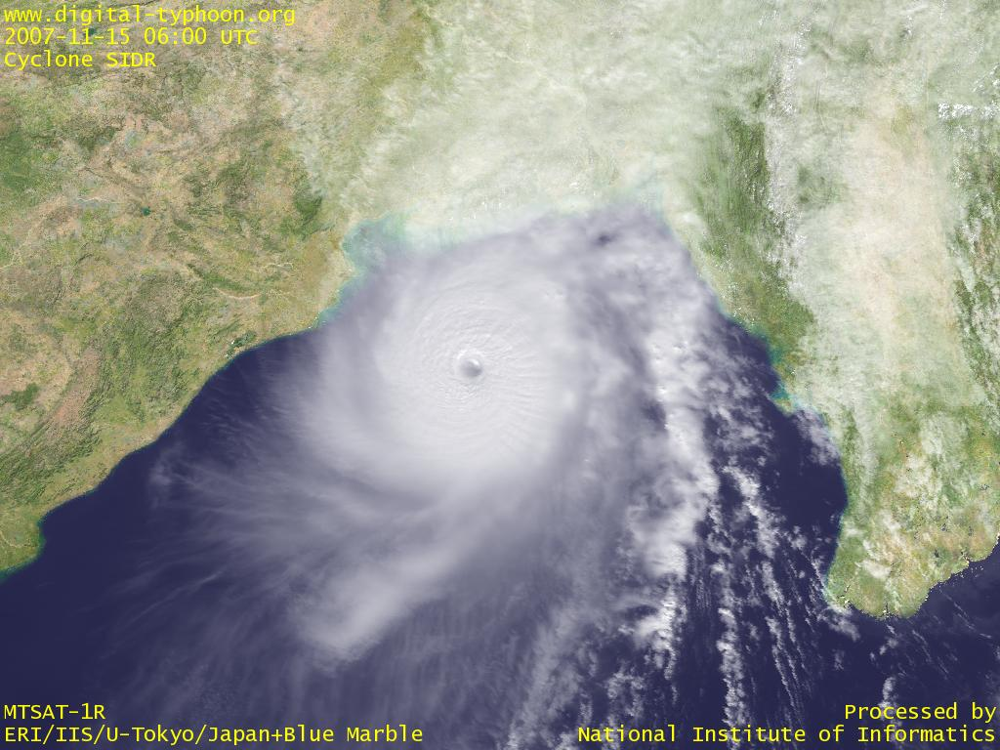 www.digital-typhoon.org
2007-11-15 06:00 UTC
Cyclone SIDR
MTSAT-1R
ERI/IIS/U-Tokyo/Japan+Blue Marble
Processed by
National Institute of Informatics